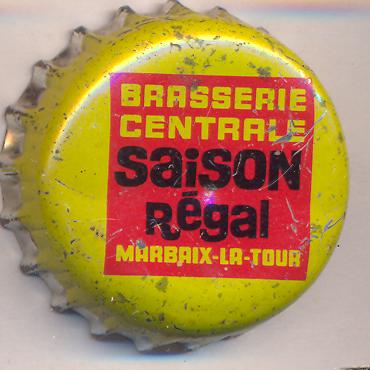 BRASSERIE
CENTRALE
SaiSON
Régal
MARBAIX-LA-TOUR